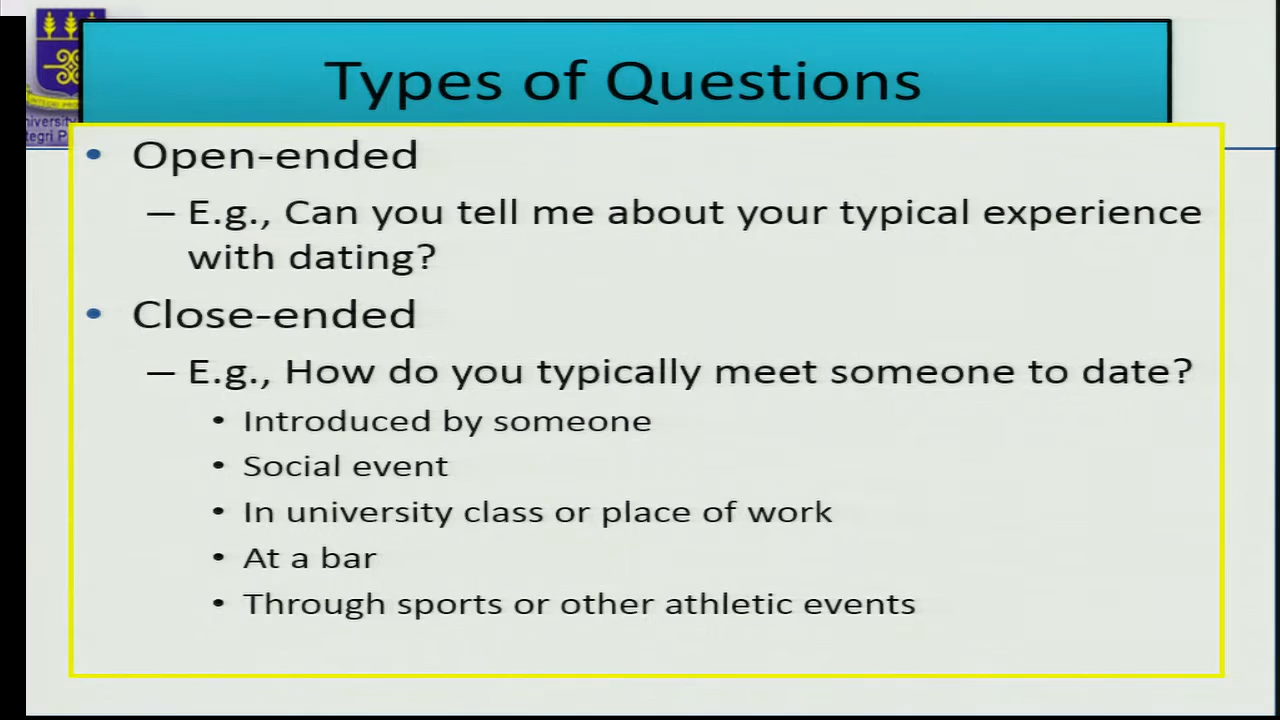 Types of Questions
• Open-ended
– E.g., Can you tell me about your typical experience
with dating?
• Close-ended
– E.g., How do you typically meet someone to date?
• Introduced by someone
• Social event
• In university class or place of work
• At a bar
• Through sports or other athletic events